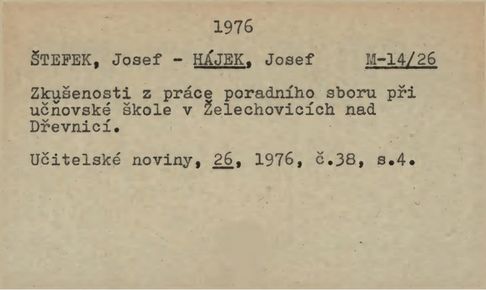 1976
ŠTEFEK, Josef - HÁJEK, Josef M-14/26
Zkušenosti z práce poradního sboru při
učňovské škole v Želechovicích nad
Dřevnicí.
Učitelské noviny, 26, 1976, č.38, s.4.